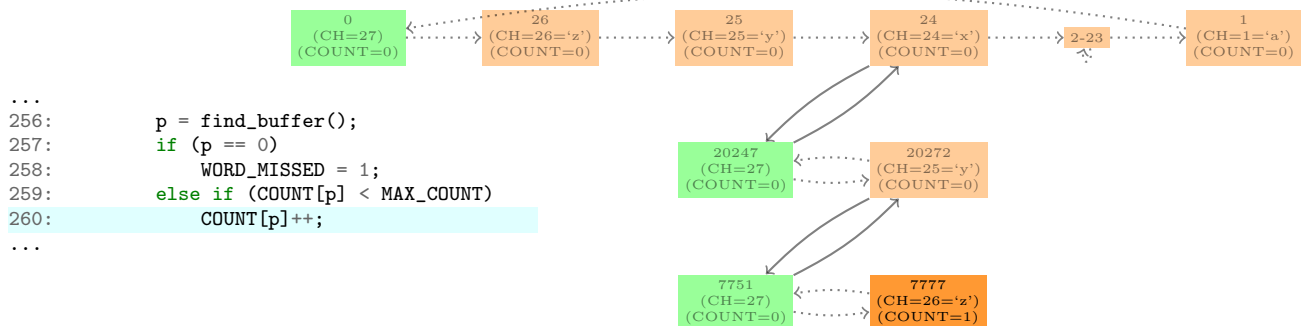 0
(CH=27)
(COUNT=0)
26
(CH=26=‘z’)
(COUNT=0)
25
(CH=25=‘y’)
(COUNT=0)
24
(CH=24=‘x’)
(COUNT=0)
2-23
1
(CH=1=‘a’)
(COUNT=0)
...
256: p = find_buffer();
257: if (p == 0)
258: WORD_MISSED = 1;
259: else if (COUNT[p] < MAX_COUNT)
260: COUNT[p]++;
...
20247
(CH=27)
(COUNT=0)
20272
(CH=25=‘y’)
(COUNT=0)
7751
(CH=27)
(COUNT=0)
7777
(CH=26=‘z’)
(COUNT=1)